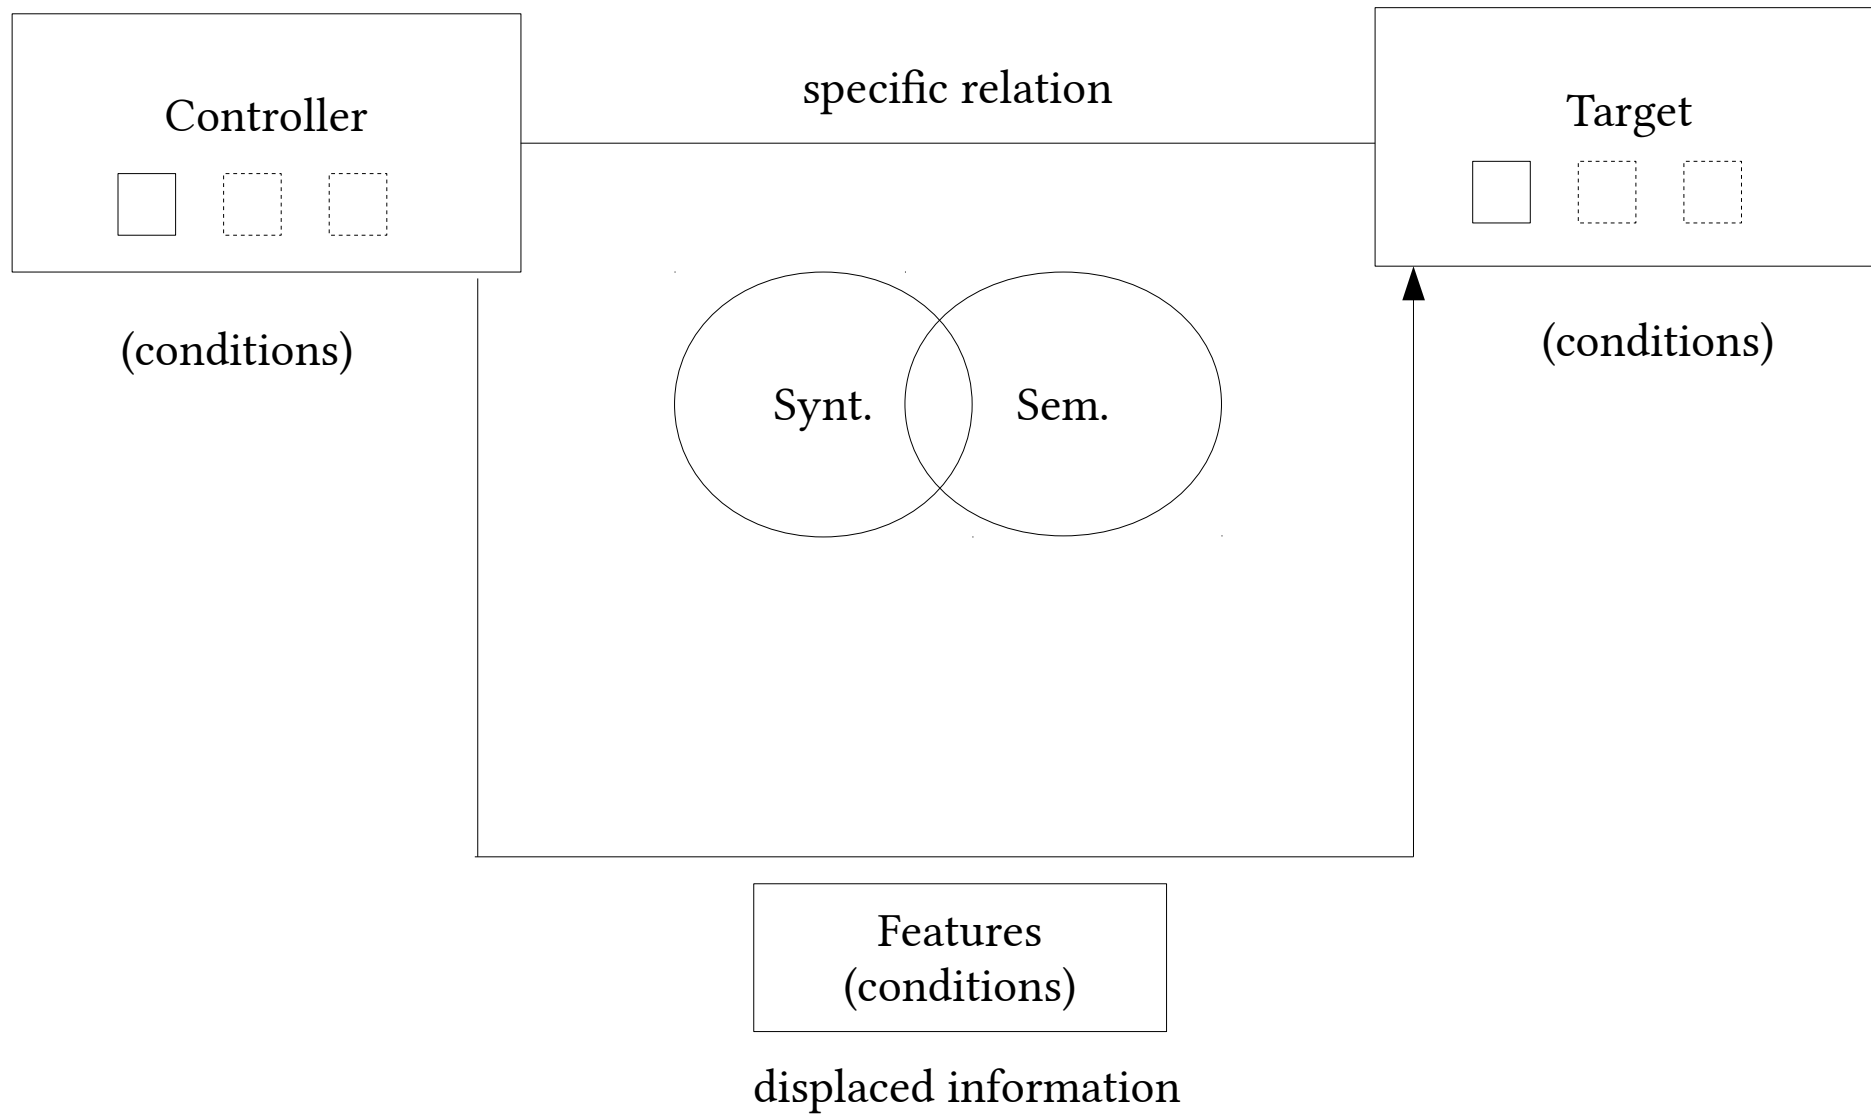 Controller
specific relation
Target
(conditions)
(conditions)
Synt.
Sem.
Features
(conditions)
displaced information